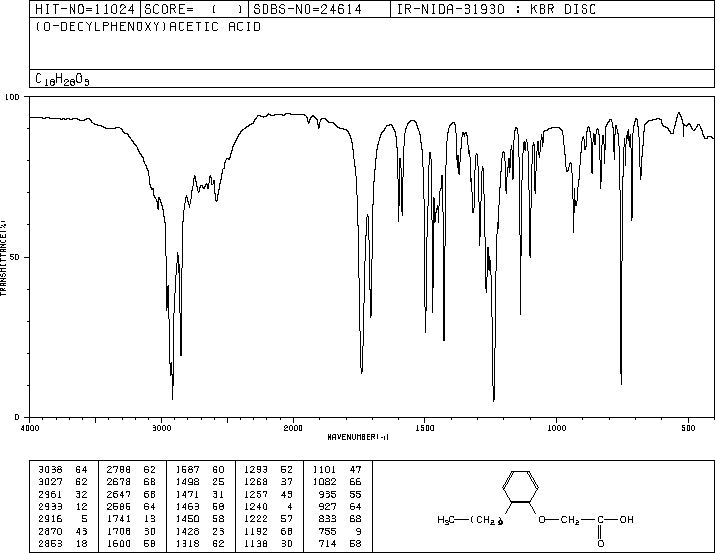 HIT-NO=11024 SCORE= ( ) SDBS-NO=24614 IR-NIDA-31930 : KBR DISC
(O-DECYLPHENOXY)ACETIC ACID
C18H28O3
100
50
0
TRANSMITTANCE(%)
4000 3000 2000 1500 1000 500
WAVENUMBER(-1)
3038 64 2788 62 1587 60 1293 52 1101 47
3027 62 2678 66 1498 25 1268 37 1082 66
2961 32 2647 68 1471 31 1257 43 935 55
2933 12 2586 64 1463 58 1240 4 927 64
2916 5 1741 13 1450 58 1222 57 833 68
2870 43 1708 30 1428 23 1192 68 755 9
2853 18 1600 58 1318 62 1138 30 714 58
H3C—(CH2)9 O—CH2—C—OH
O